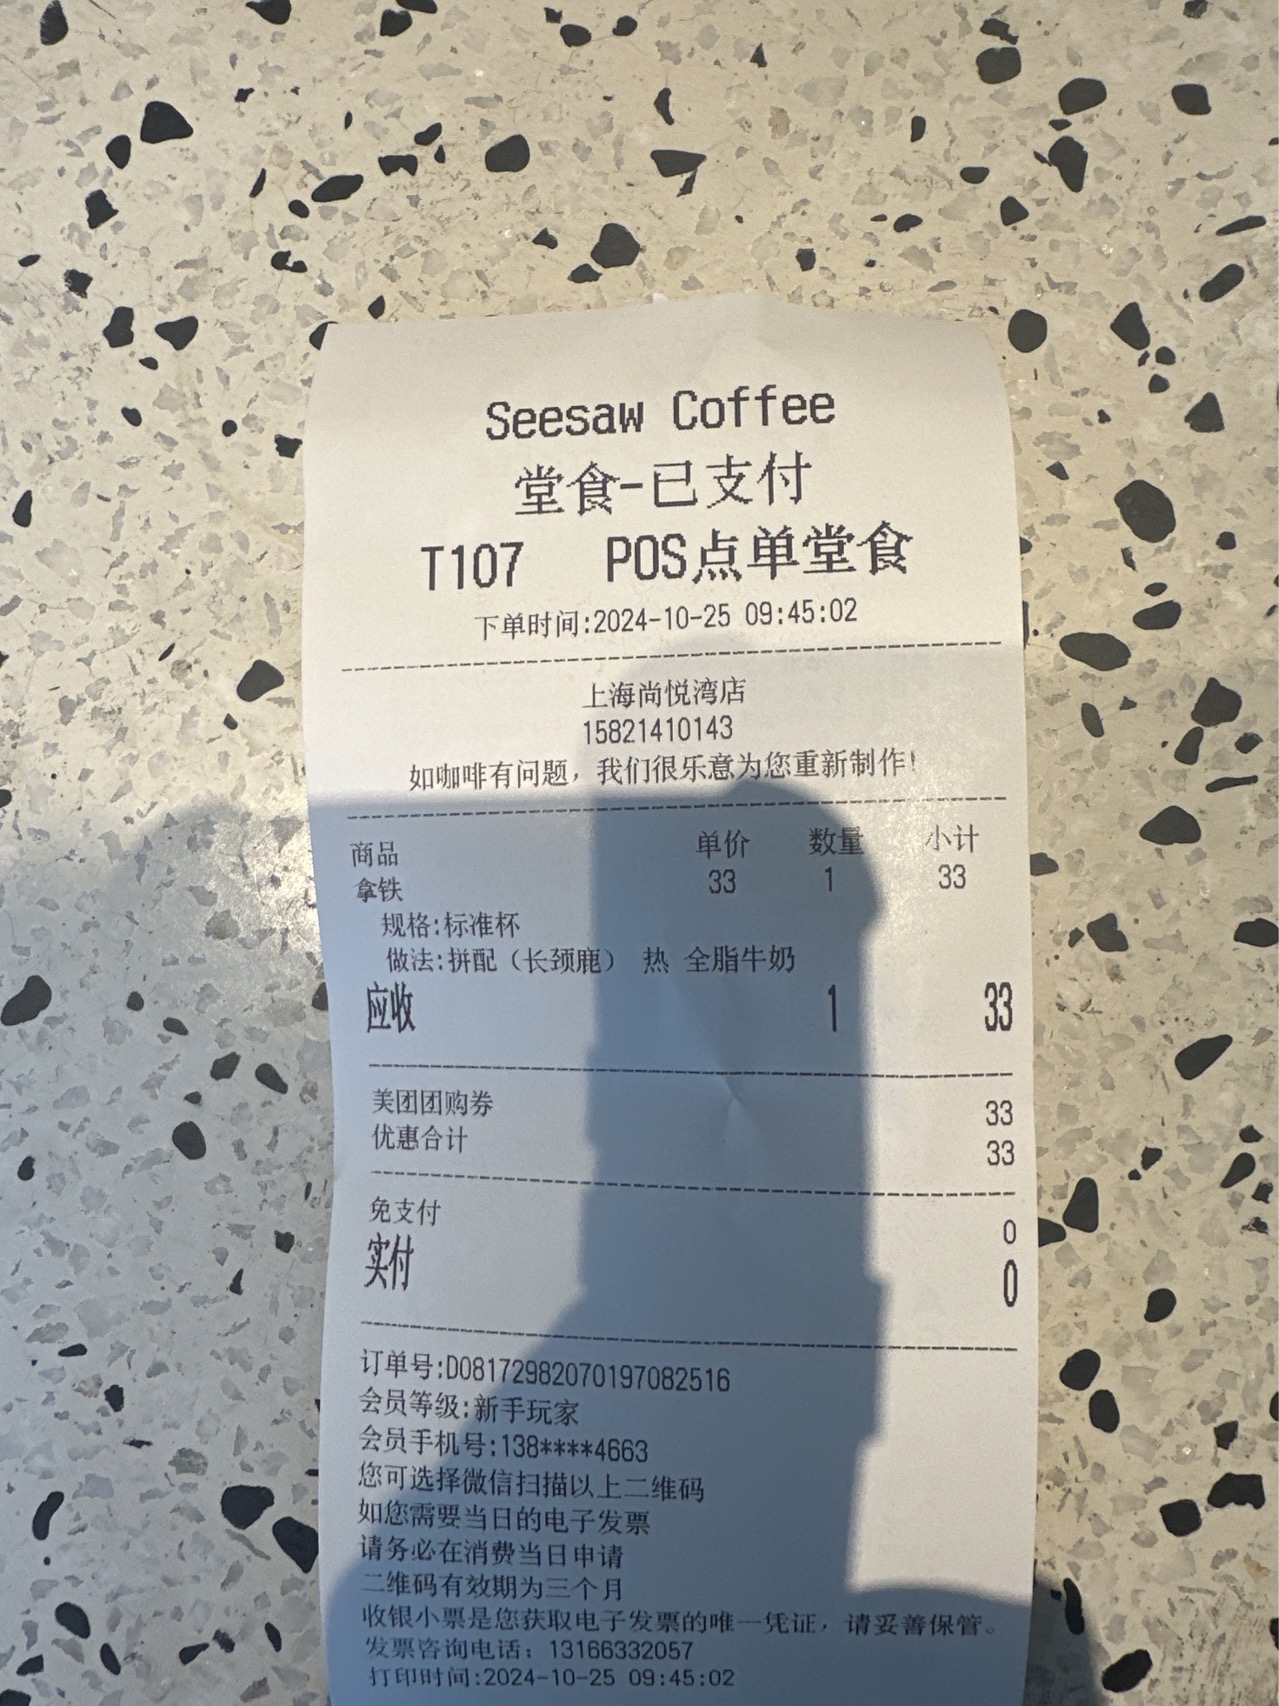 Seesaw Coffee
堂食-已支付
T107 POS点单堂食
下单时间:2024-10-25 09:45:02
上海尚悦湾店
15821410143
如咖啡有问题，我们很乐意为您重新制作!
商品 单价 数量 小计
拿铁 33 1 33
规格:标准杯
做法:拼配（长颈鹿） 热 全脂牛奶
应收 1 33
美团团购券 33
优惠合计 33
免支付 0
实付 0
订单号:D08172982070197082516
会员等级:新手玩家
会员手机号:138****4663
您可选择微信扫描以上二维码
如您需要当日的电子发票
请务必在消费当日申请
二维码有效期为三个月
收银小票是您获取电子发票的唯一凭证，请妥善保管。
发票咨询电话：13166332057
打印时间:2024-10-25 09:45:02